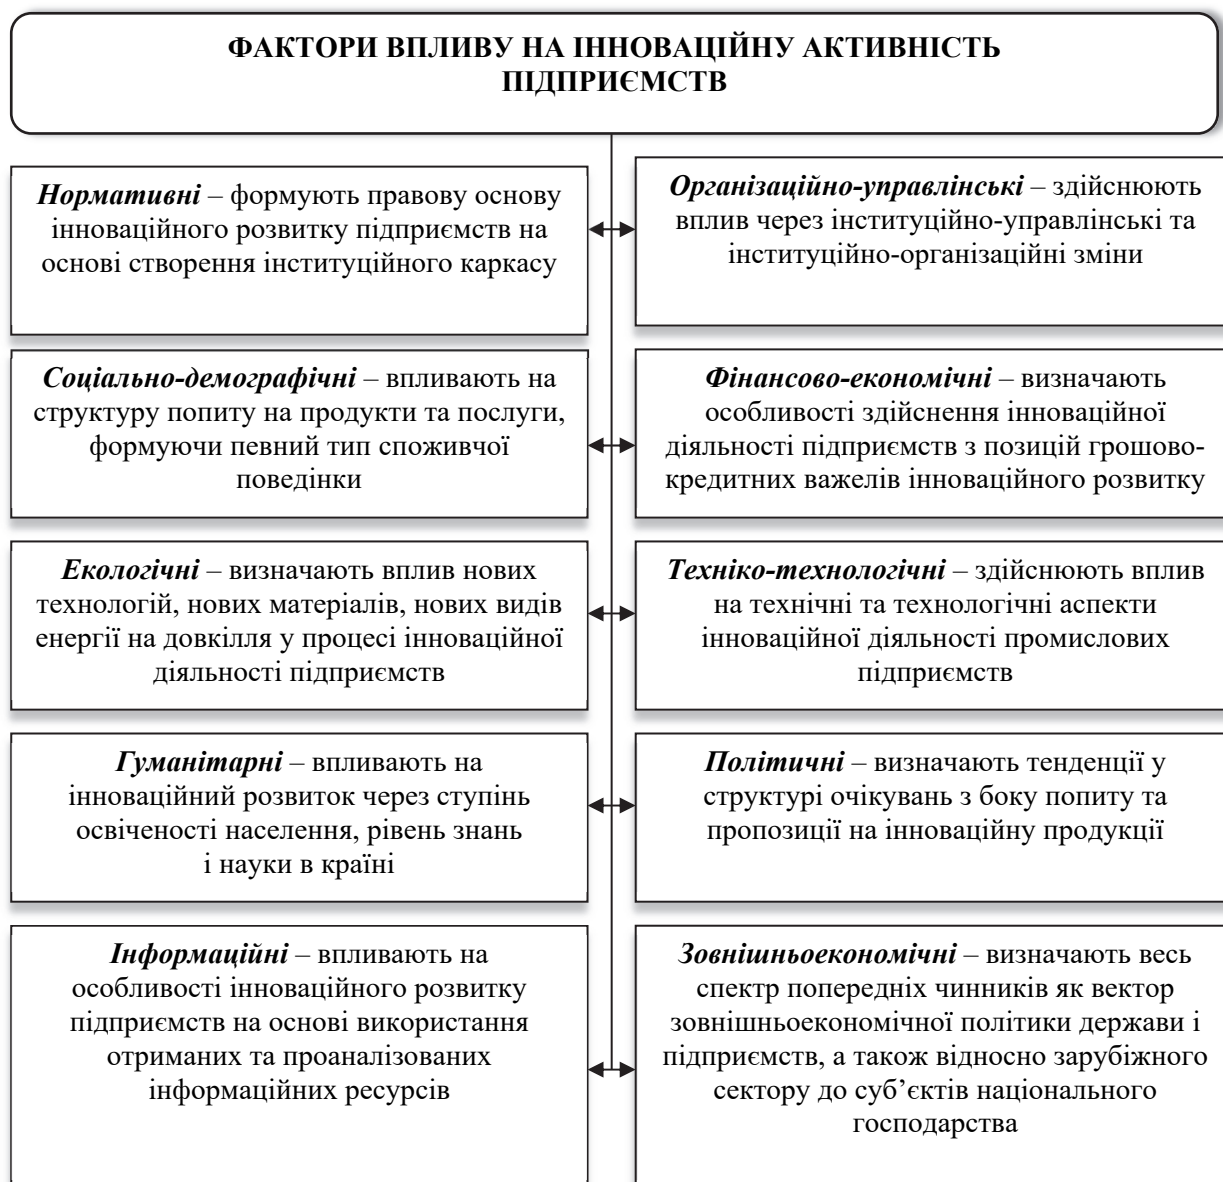 ФАКТОРИ ВПЛИВУ НА ІННОВАЦІЙНУ АКТИВНІСТЬ
ПІДПРИЄМСТВ
Нормативні – формують правову основу
інноваційного розвитку підприємств на
основі створення інституційного каркасу
Організаційно-управлінські – здійснюють
вплив через інституційно-управлінські та
інституційно-організаційні зміни
Соціально-демографічні – впливають на
структуру попиту на продукти та послуги,
формуючи певний тип споживчої
поведінки
Фінансово-економічні – визначають
особливості здійснення інноваційної
діяльності підприємств з позицій грошово-
кредитних важелів інноваційного розвитку
Екологічні – визначають вплив нових
технологій, нових матеріалів, нових видів
енергії на довкілля у процесі інноваційної
діяльності підприємств
Техніко-технологічні – здійснюють вплив
на технічні та технологічні аспекти
інноваційної діяльності промислових
підприємств
Гуманітарні – впливають на
інноваційний розвиток через ступінь
освіченості населення, рівень знань
і науки в країні
Політичні – визначають тенденції у
структурі очікувань з боку попиту та
пропозиції на інноваційну продукції
Інформаційні – впливають на
особливості інноваційного розвитку
підприємств на основі використання
отриманих та проаналізованих
інформаційних ресурсів
Зовнішньоекономічні – визначають весь
спектр попередніх чинників як вектор
зовнішньоекономічної політики держави і
підприємств, а також відносно зарубіжного
сектору до суб’єктів національного
господарства